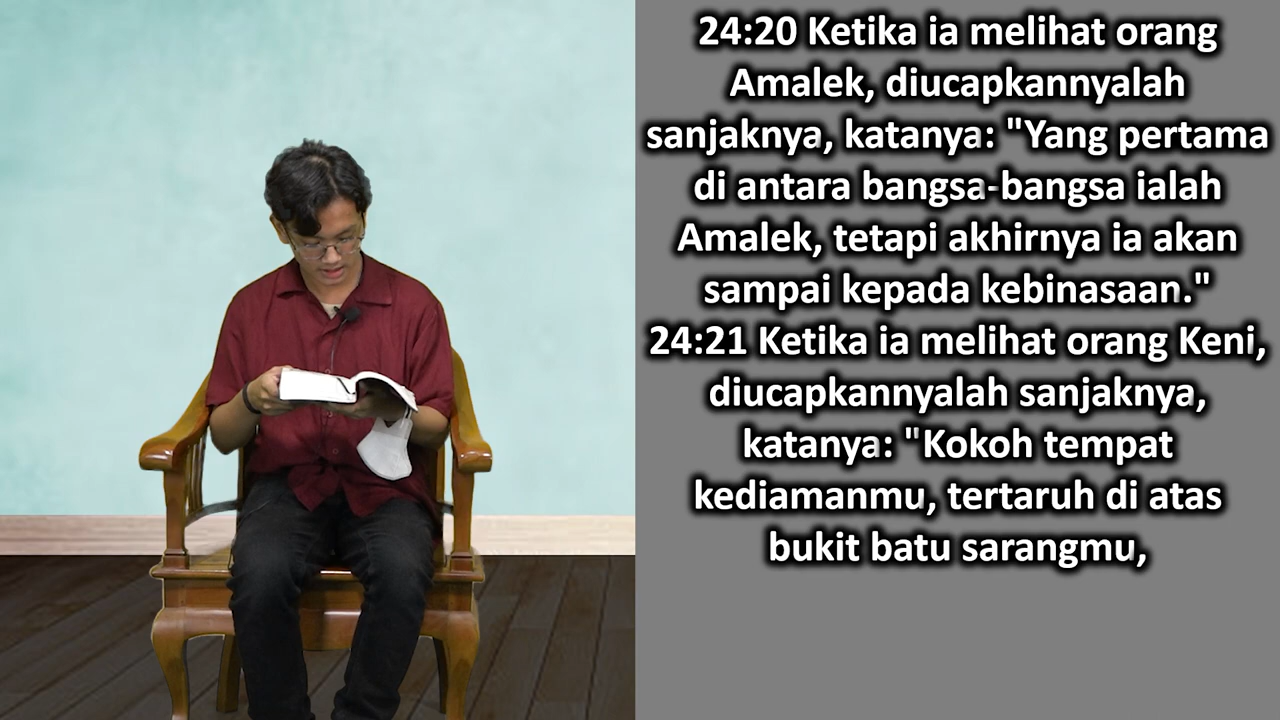 24:20 Ketika ia melihat orang
Amalek, diucapkannyalah
sanjaknya, katanya: "Yang pertama
di antara bangsa-bangsa ialah
Amalek, tetapi akhirnya ia akan
sampai kepada kebinasaan."
24:21 Ketika ia melihat orang Keni,
diucapkannyalah sanjaknya,
katanya: "Kokoh tempat
kediamanmu, tertaruh di atas
bukit batu sarangmu,